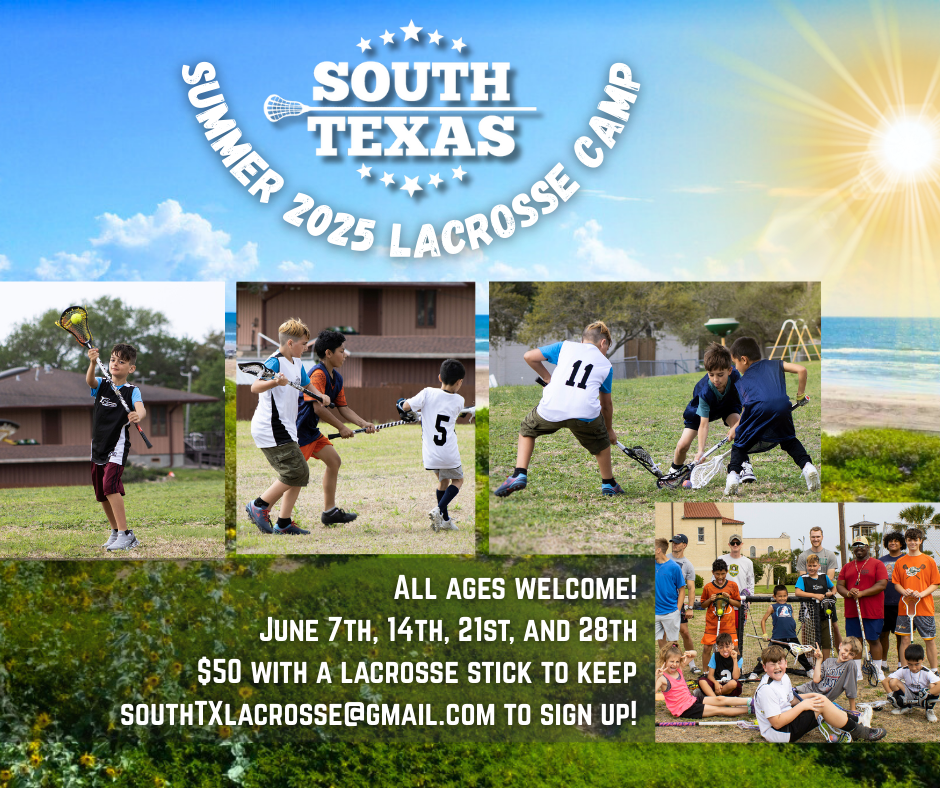 SOUTH
TEXAS
SUMMER 2025 LACROSSE CAMP
5
11
2
ALL AGES WELCOME!
JUNE 7TH, 14TH, 21ST, AND 28TH
$50 WITH A LACROSSE STICK TO KEEP
SOUTHTXLACROSSE@GMAIL.COM TO SIGN UP!